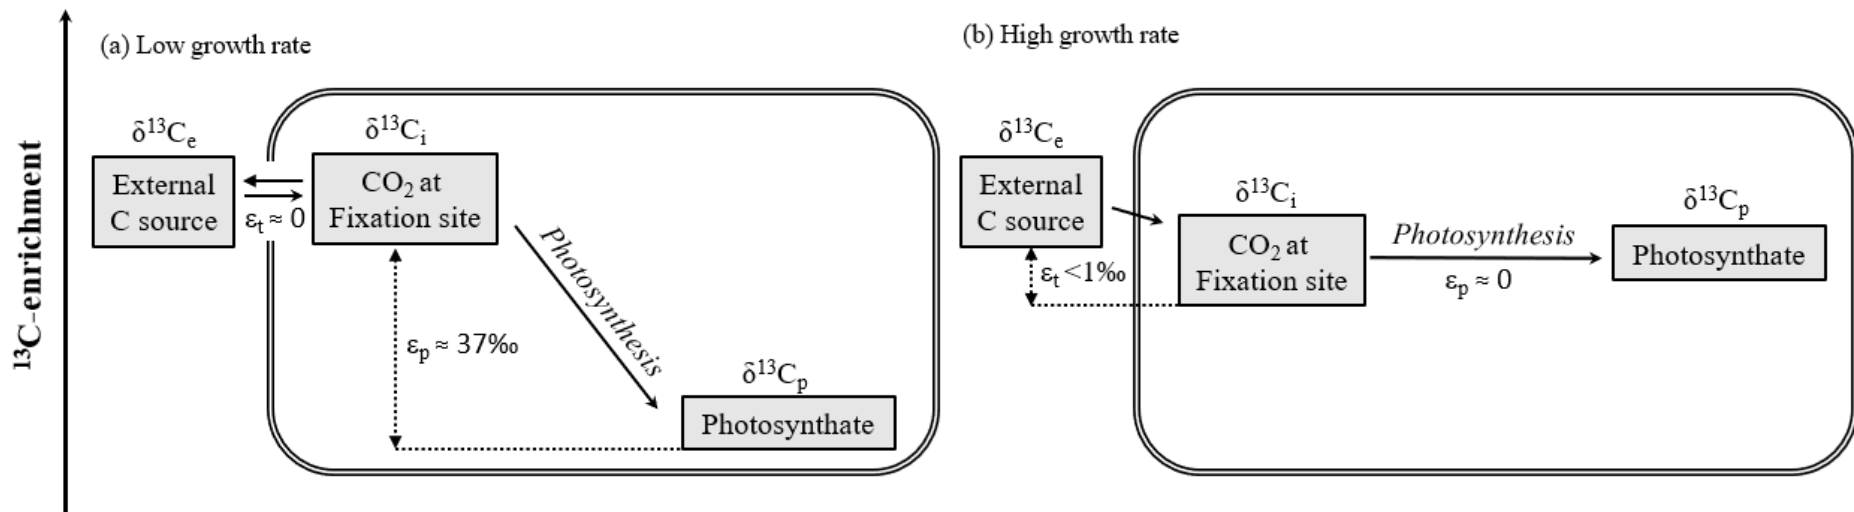 ¹³C-enrichment
(a) Low growth rate
δ¹³Cₑ
External
C source
εₜ ≈ 0
δ¹³Cᵢ
CO₂ at
Fixation site
Photosynthesis
εₚ ≈ 37‰
δ¹³Cₚ
Photosynthate
(b) High growth rate
δ¹³Cₑ
External
C source
εₜ <1‰
δ¹³Cᵢ
CO₂ at
Fixation site
Photosynthesis
εₚ ≈ 0
δ¹³Cₚ
Photosynthate